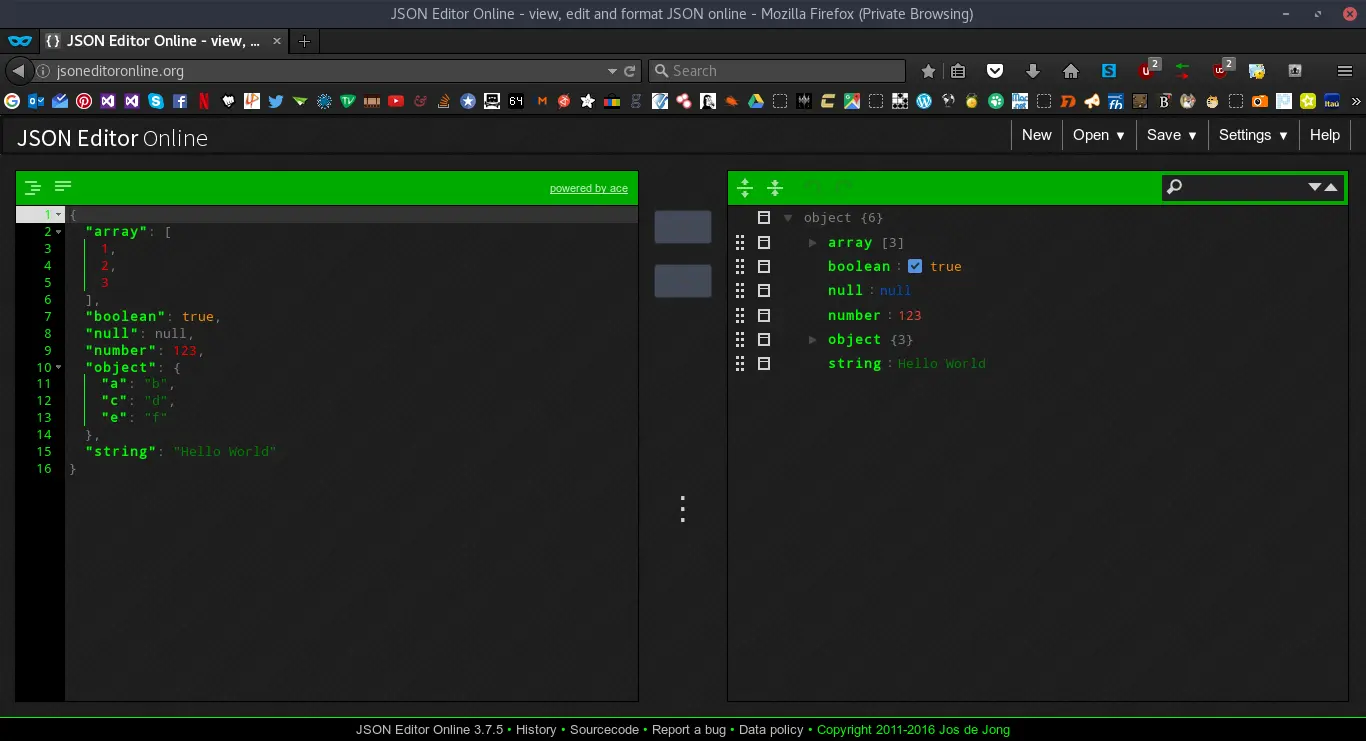 JSON Editor Online - view, edit and format JSON online - Mozilla Firefox (Private Browsing)
{} JSON Editor Online - view, ... × +
jsoneditoronline.org
Search
2
2
64
Itaú
JSON Editor Online
New Open ▼ Save ▼ Settings ▼ Help
powered by ace
1 {
2 "array": [
3 1,
4 2,
5 3
6 ],
7 "boolean": true,
8 "null": null,
9 "number": 123,
10 "object": {
11 "a": "b",
12 "c": "d",
13 "e": "f"
14 },
15 "string": "Hello World"
16 }
object {6}
array [3]
boolean : true
null : null
number : 123
object {3}
string : Hello World
JSON Editor Online 3.7.5 • History • Sourcecode • Report a bug • Data policy • Copyright 2011-2016 Jos de Jong